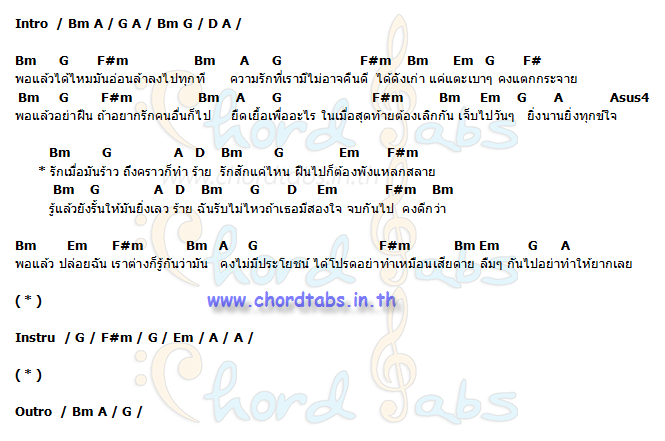 Intro / Bm A / G A / Bm G / D A /
Bm G F#m Bm A G F#m Bm Em G F#
พอแล้วได้ไหมมันอ่อนล้าลงไปทุกที ความรักที่เรามีไม่อาจคืนดี ได้ดังเก่า แค่แตะเบาๆ คงแตกกระจาย
Bm G F#m Bm A G F#m Bm Em G A Asus4
พอแล้วอย่าฝืน ถ้าอยากรักคนอื่นก็ไป ยืดเยื้อเพื่ออะไร ในเมื่อสุดท้ายต้องเลิกกัน เจ็บไปวันๆ ยิ่งนานยิ่งทุกข์ใจ
Bm G A D Bm G Em F#m
* รักเมื่อมันร้าว ถึงคราวก็ทำ ร้าย รักสักแค่ไหน ฝืนไปก็ต้องพังแหลกสลาย
Bm G A D Bm G D Em F#m Bm
รู้แล้วยังรั้นให้มันยิ่งเลว ร้าย ฉันรับไม่ไหวถ้าเธอมีสองใจ จบกันไป คงดีกว่า
Bm Em F#m Bm A G F#m Bm Em G A
พอแล้ว ปล่อยฉัน เราต่างก็รู้กันว่ามัน คงไม่มีประโยชน์ ได้โปรดอย่าทำเหมือนเสียดาย ลืมๆ กันไปอย่าทำให้ยากเลย
( * )
www.chordtabs.in.th
Instru / G / F#m / G / Em / A / A /
( * )
Outro / Bm A / G /
Chord Tabs
Chord Tabs
Chord Tabs